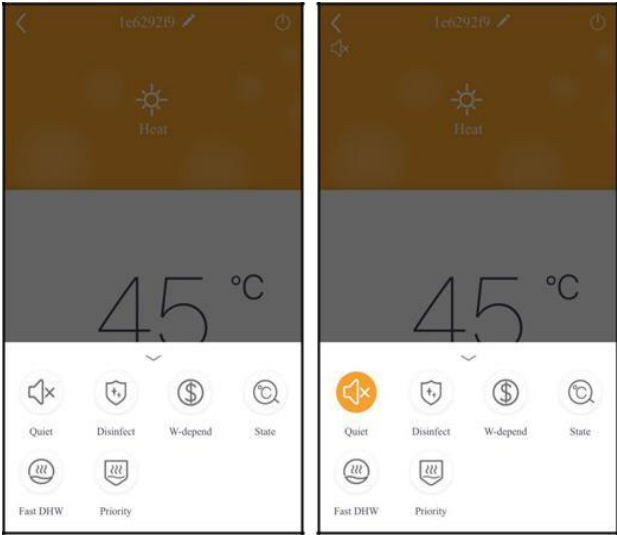 1e6292f9
Heat
45 °C
Quiet
Disinfect
W-depend
State
Fast DHW
Priority
1e6292f9
Heat
45 °C
Quiet
Disinfect
W-depend
State
Fast DHW
Priority